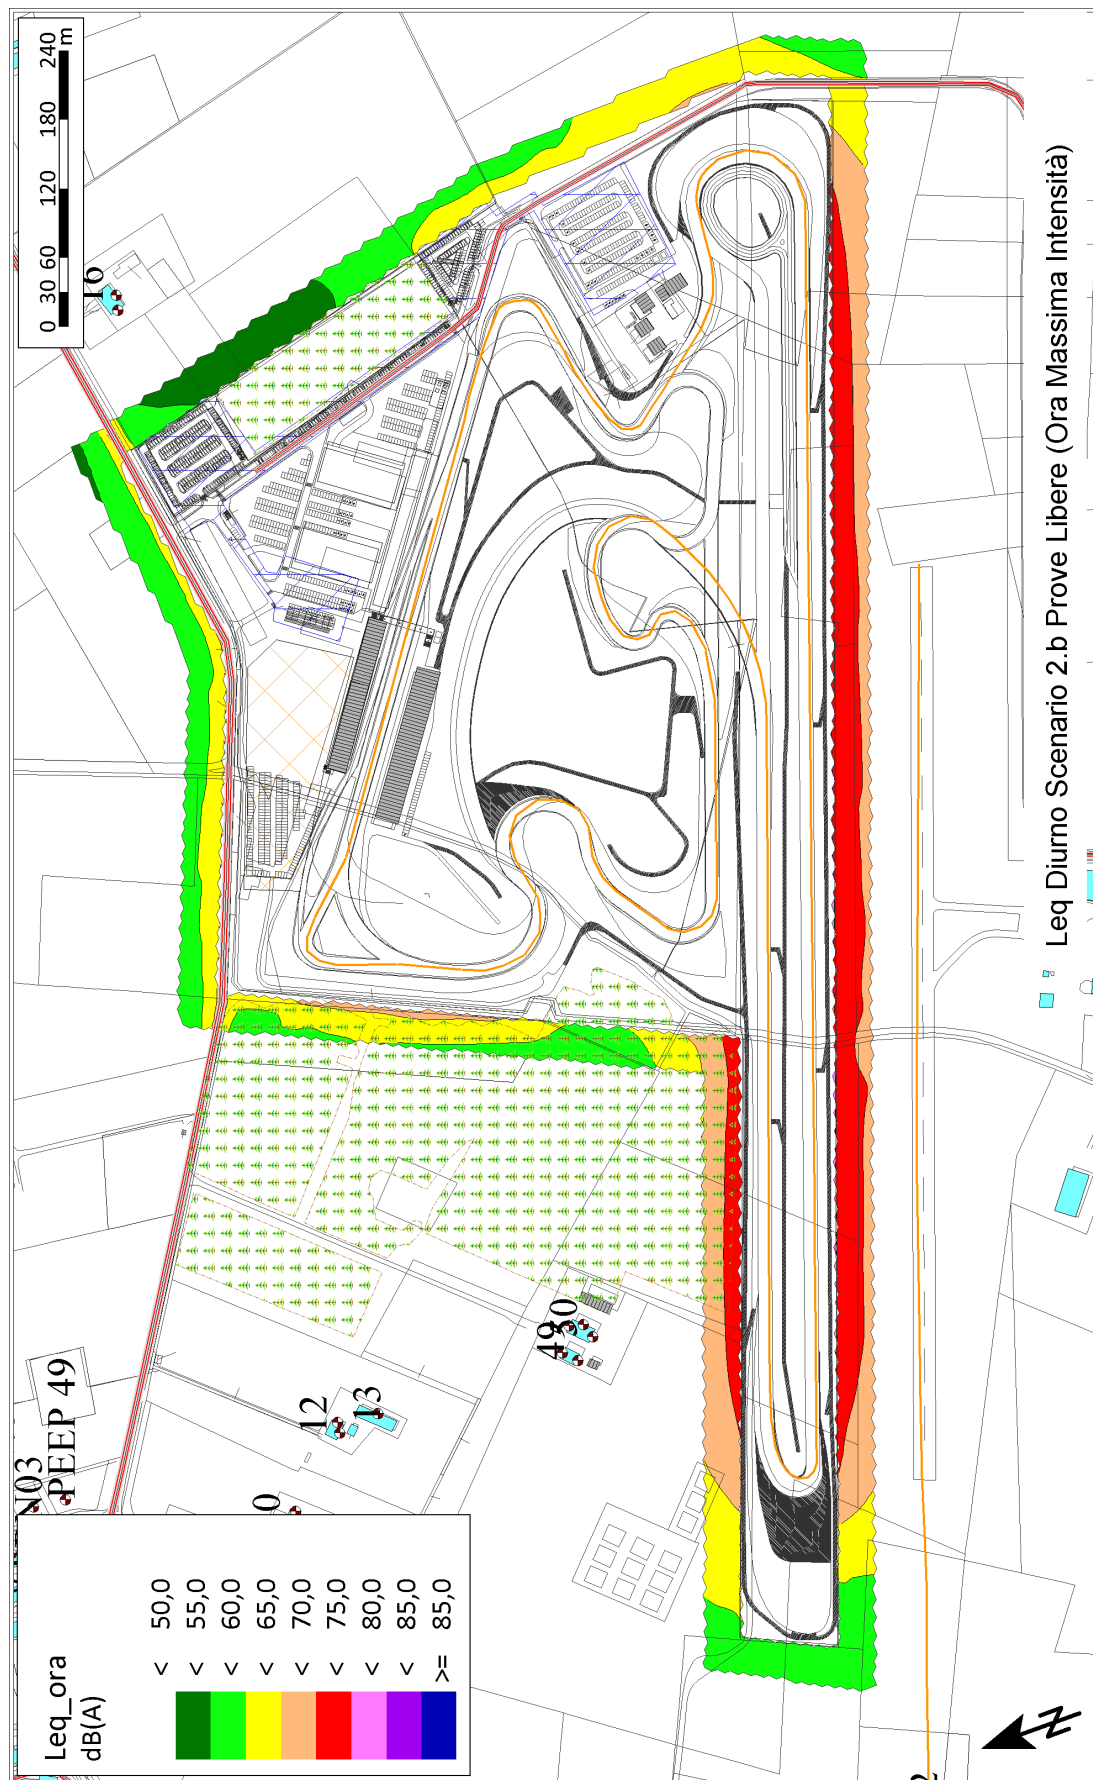 0 30 60 120 180 240
m
16
Leq Diurno Scenario 2.b Prove Libere (Ora Massima Intensità)
49
50
12
13
PEEP 49
N03
0
Leq_ora
dB(A)
< 50,0
< 55,0
< 60,0
< 65,0
< 70,0
< 75,0
< 80,0
< 85,0
>= 85,0
N
2